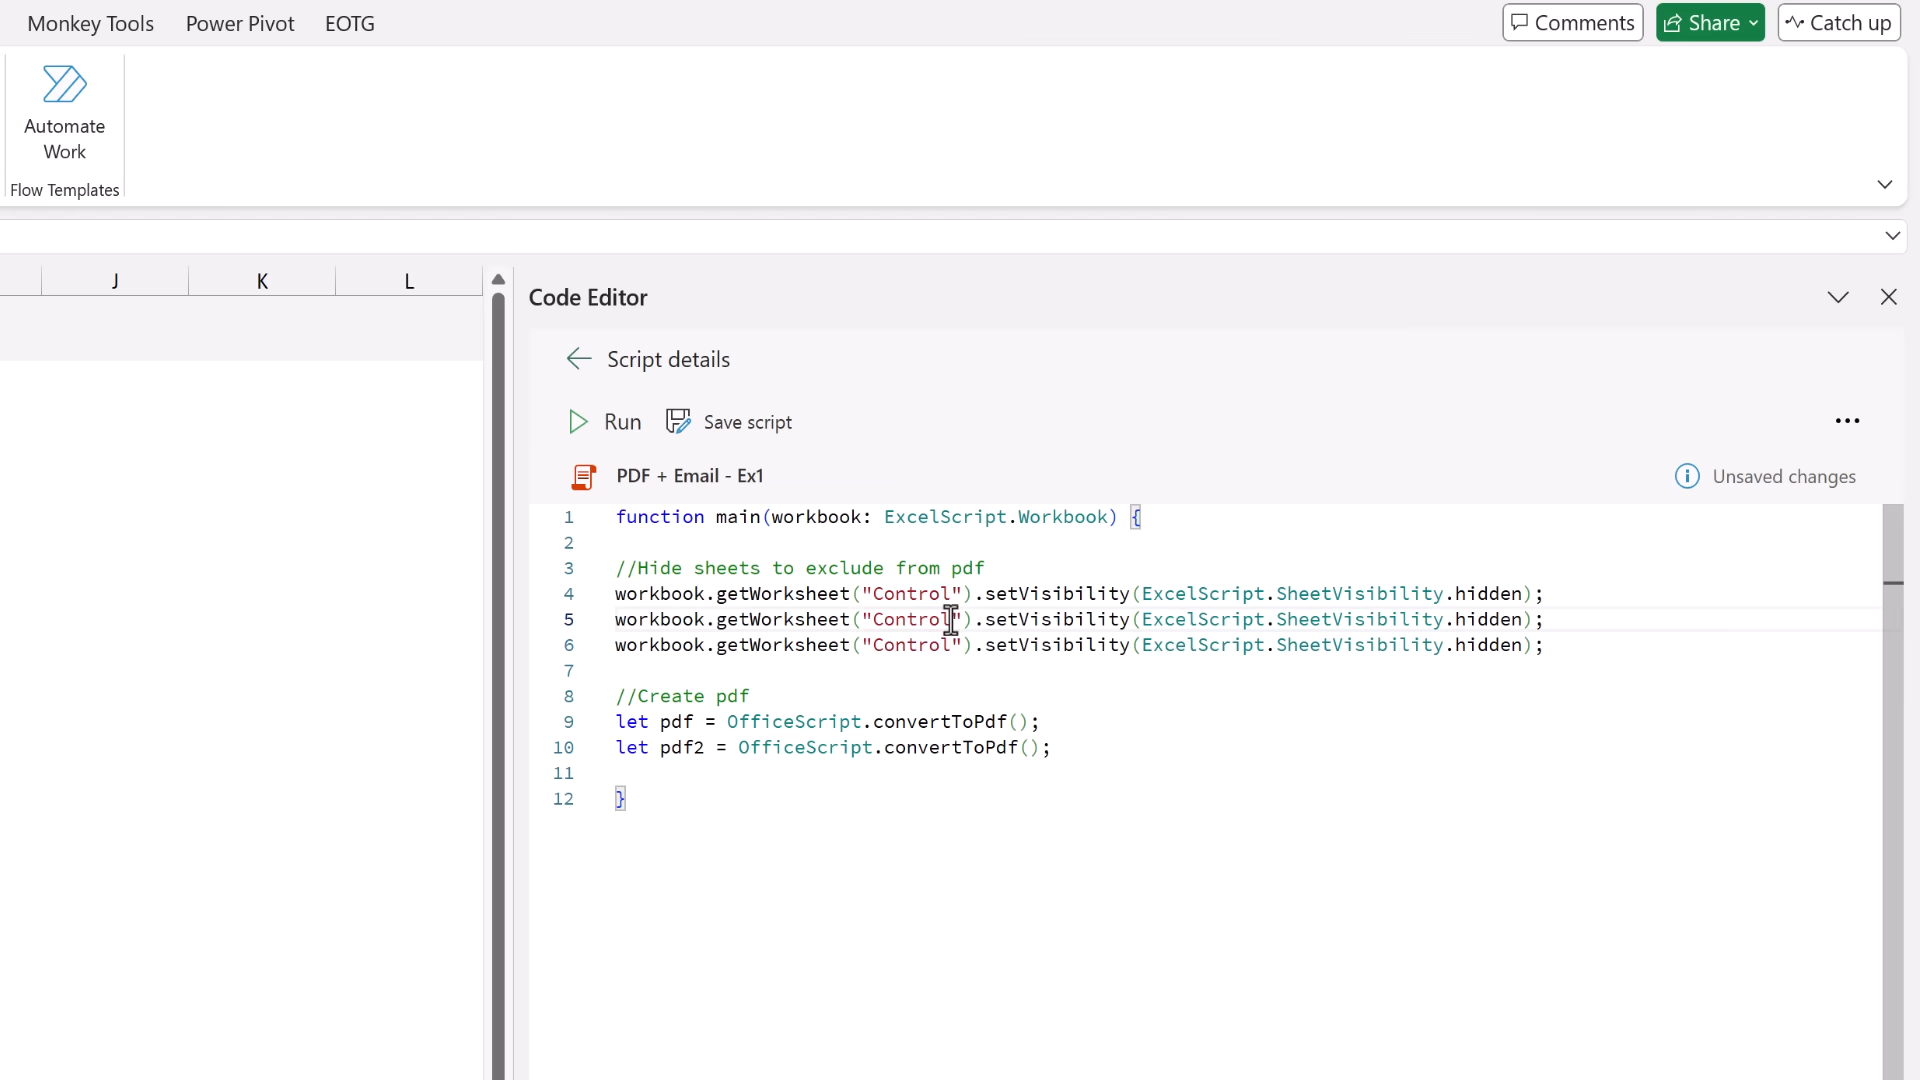 Monkey Tools Power Pivot EOTG Comments Share Catch up
Automate
Work
Flow Templates
J K L
Code Editor
Script details
Run Save script
PDF + Email - Ex1 Unsaved changes
1 function main(workbook: ExcelScript.Workbook) {
2
3 //Hide sheets to exclude from pdf
4 workbook.getWorksheet("Control").setVisibility(ExcelScript.SheetVisibility.hidden);
5 workbook.getWorksheet("Control").setVisibility(ExcelScript.SheetVisibility.hidden);
6 workbook.getWorksheet("Control").setVisibility(ExcelScript.SheetVisibility.hidden);
7
8 //Create pdf
9 let pdf = OfficeScript.convertToPdf();
10 let pdf2 = OfficeScript.convertToPdf();
11
12 }